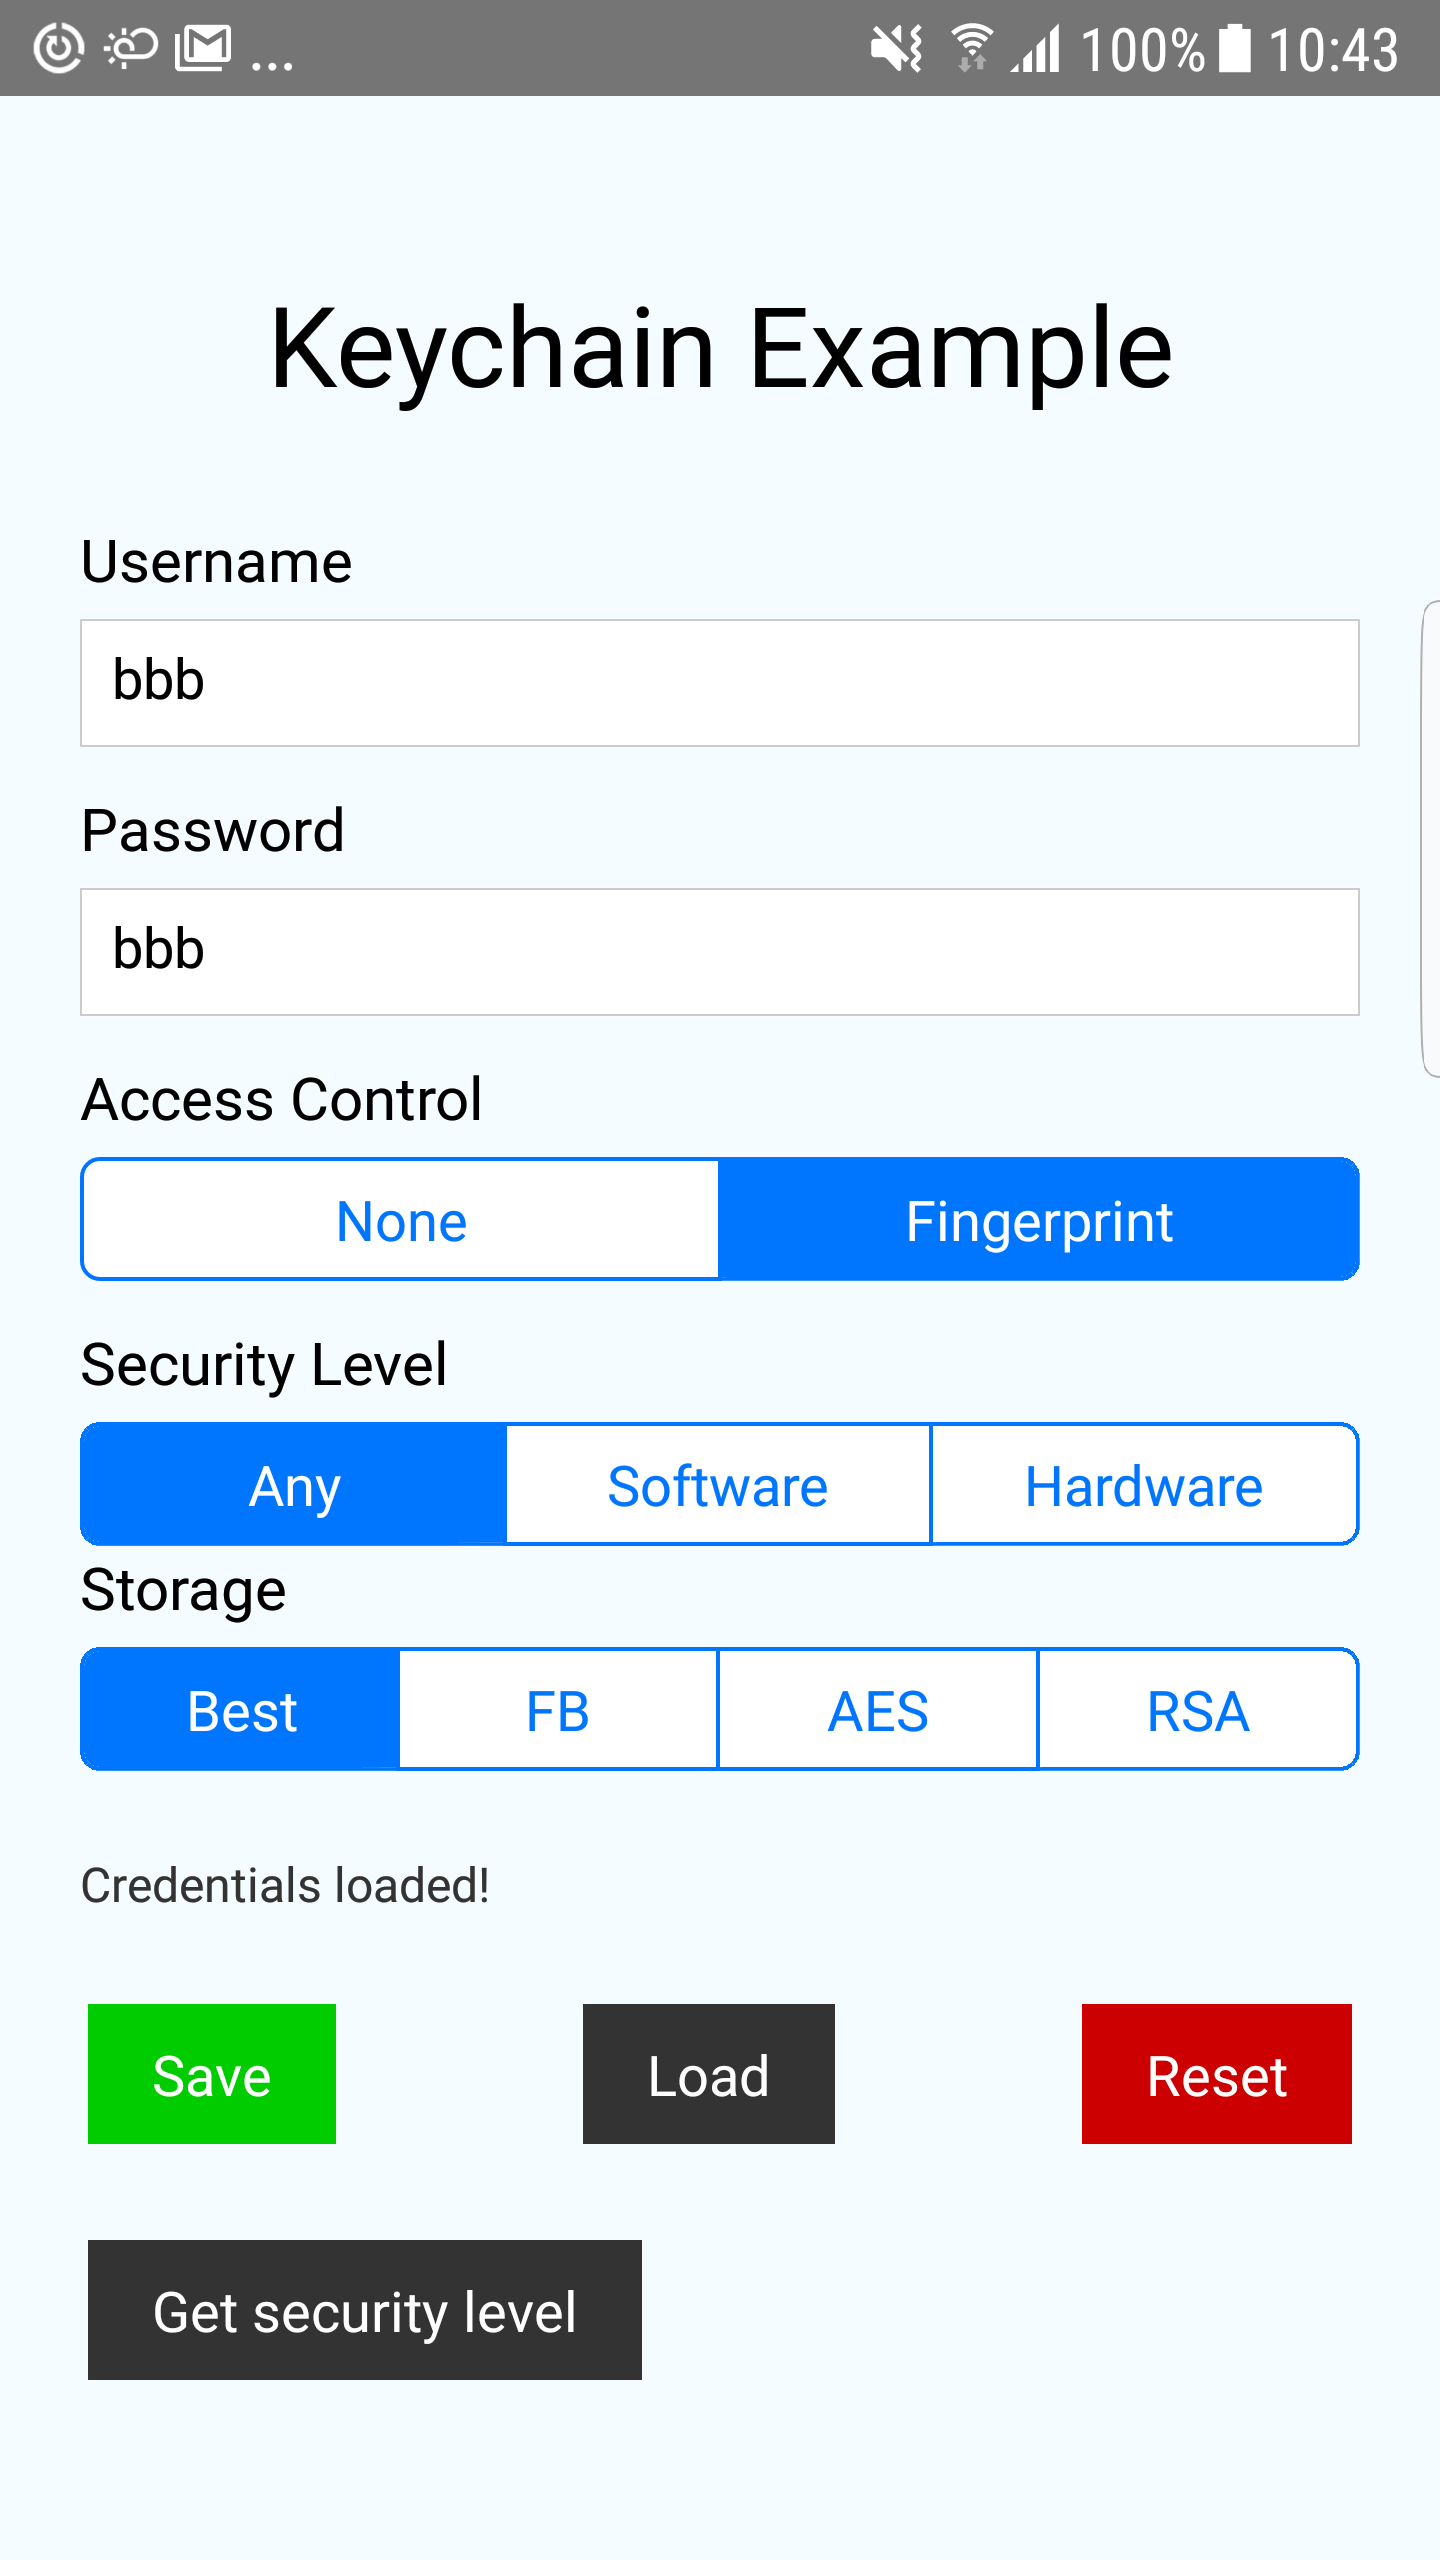 100% 10:43
Keychain Example
Username
bbb
Password
bbb
Access Control
None Fingerprint
Security Level
Any Software Hardware
Storage
Best FB AES RSA
Credentials loaded!
Save Load Reset
Get security level